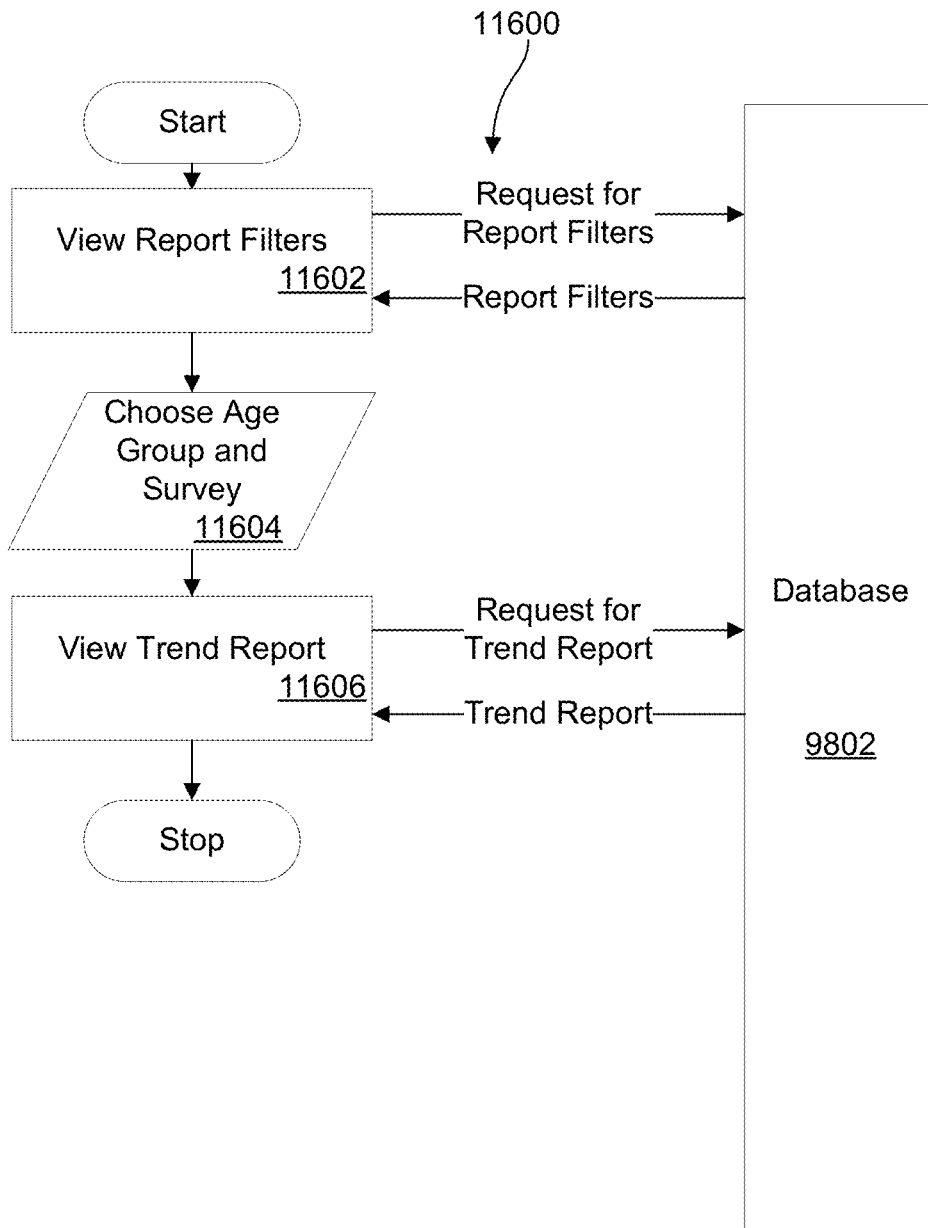 11600
Start
View Report Filters
11602
Request for
Report Filters
Report Filters
Choose Age
Group and
Survey
11604
View Trend Report
11606
Request for
Trend Report
Trend Report
Database
9802
Stop